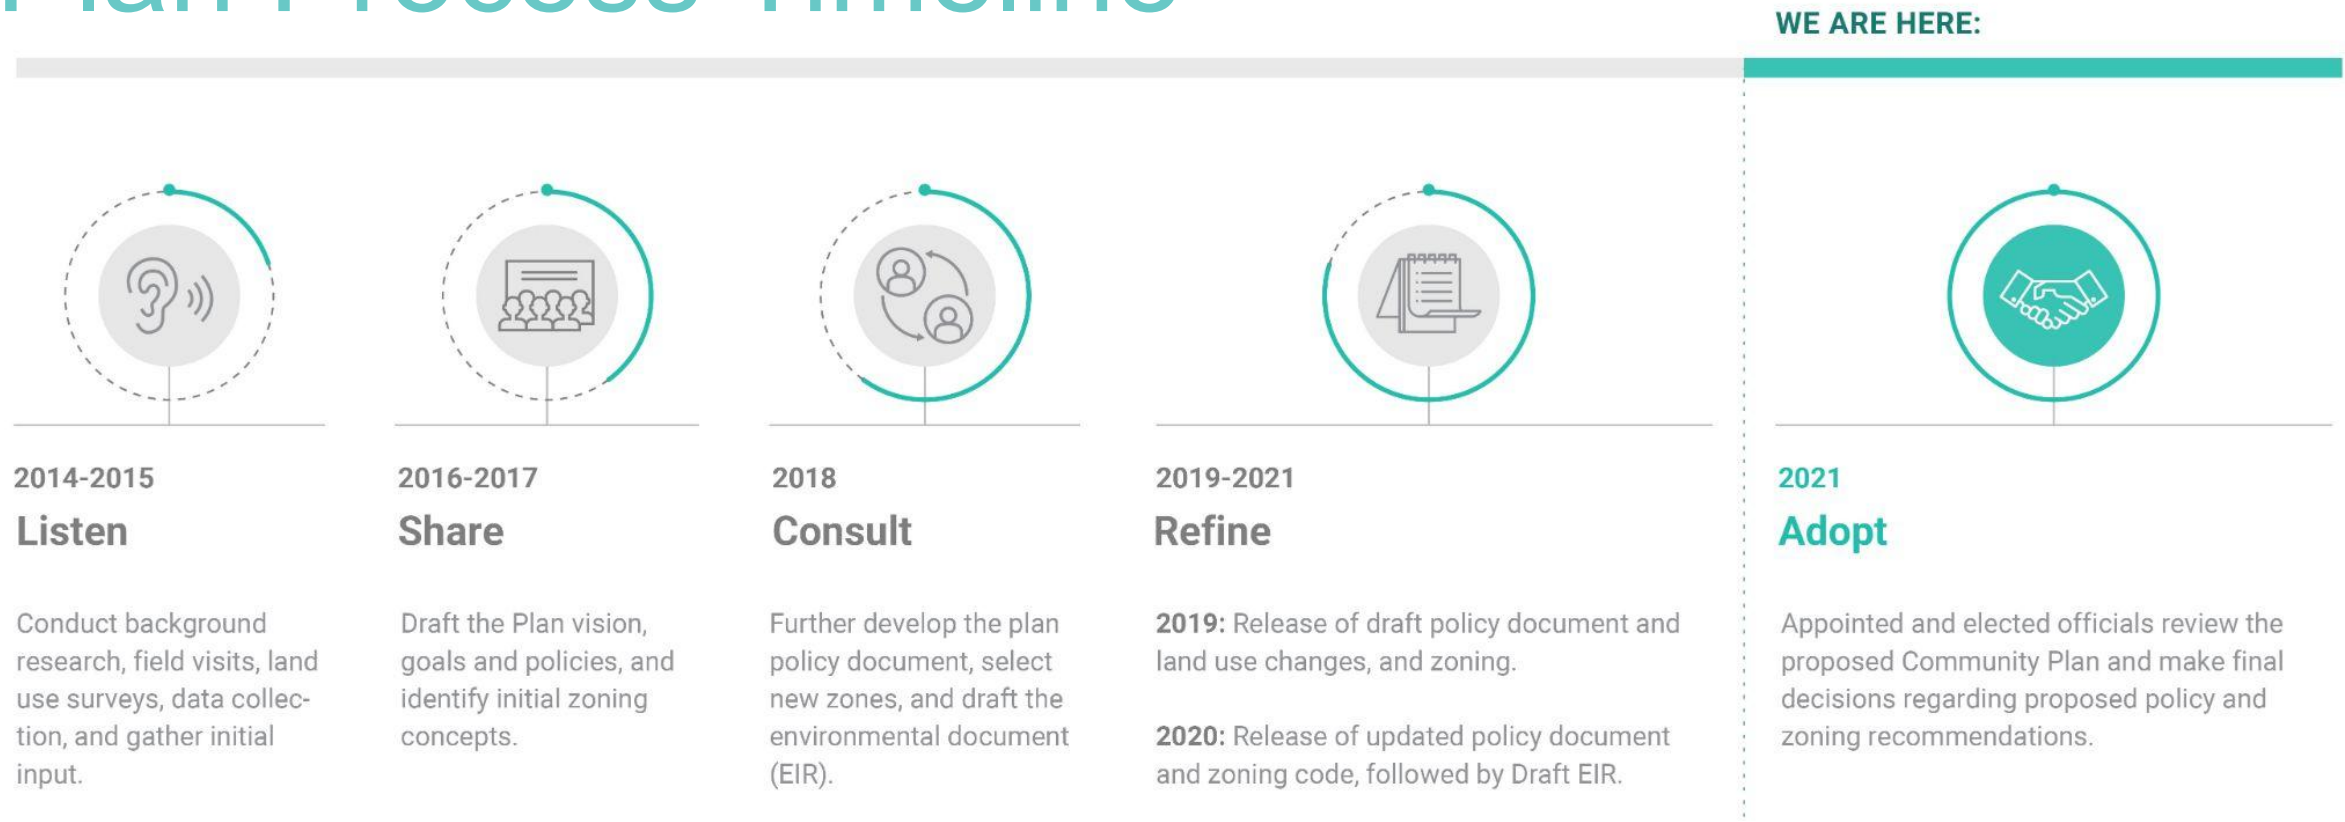 Plan Process Timeline
WE ARE HERE:
2014-2015
Listen
Conduct background
research, field visits, land
use surveys, data collec-
tion, and gather initial
input.
2016-2017
Share
Draft the Plan vision,
goals and policies, and
identify initial zoning
concepts.
2018
Consult
Further develop the plan
policy document, select
new zones, and draft the
environmental document
(EIR).
2019-2021
Refine
2019: Release of draft policy document and
land use changes, and zoning.
2020: Release of updated policy document
and zoning code, followed by Draft EIR.
2021
Adopt
Appointed and elected officials review the
proposed Community Plan and make final
decisions regarding proposed policy and
zoning recommendations.